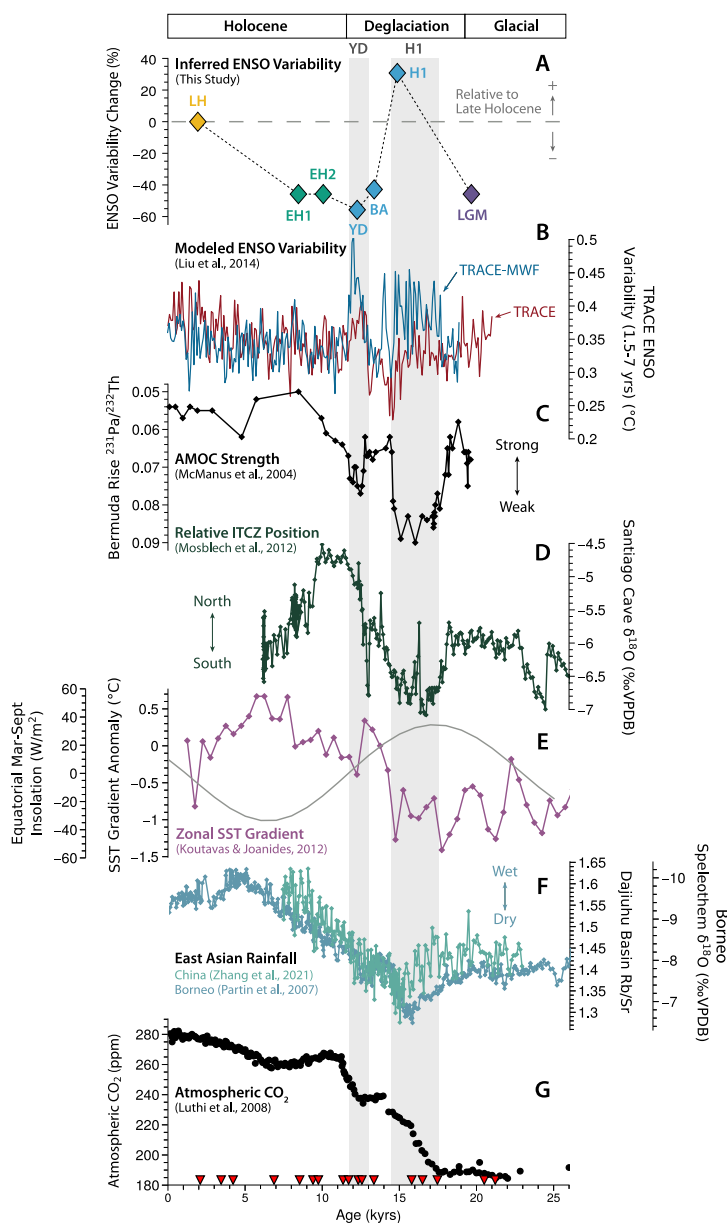 Holocene
Deglaciation
Glacial
YD
H1
40
20
0
−20
−40
−60
ENSO Variability Change (%)
Inferred ENSO Variability
(This Study)
A
LH
EH1
EH2
YD
BA
H1
LGM
Relative to
Late Holocene
+
−
Modeled ENSO Variability
(Liu et al., 2014)
B
TRACE-MWF
TRACE
0.5
0.45
0.4
0.35
0.3
0.25
0.2
TRACE ENSO
Variability (1.5-7 yrs) (°C)
0.05
0.06
0.07
0.08
0.09
Bermuda Rise ²³¹Pa/²³²Th
C
AMOC Strength
(McManus et al., 2004)
Strong
Weak
Relative ITCZ Position
(Mosblech et al., 2012)
D
North
South
−4.5
−5
−5.5
−6
−6.5
−7
Santiago Cave δ¹⁸O (‰VPDB)
60
40
20
0
−20
−40
−60
Equatorial Mar-Sept
Insolation (W/m²)
0.5
0
−0.5
−1
−1.5
SST Gradient Anomaly (°C)
E
Zonal SST Gradient
(Koutavas & Joanides, 2012)
F
Wet
Dry
East Asian Rainfall
China (Zhang et al., 2021)
Borneo (Partin et al., 2007)
1.65
1.6
1.55
1.5
1.45
1.4
1.35
1.3
Dajiuhu Basin Rb/Sr
−10
−9
−8
−7
Borneo
Speleothem δ¹⁸O (‰VPDB)
280
260
240
220
200
180
Atmospheric CO₂ (ppm)
G
Atmospheric CO₂
(Luthi et al., 2008)
0
5
10
15
20
25
Age (kyrs)